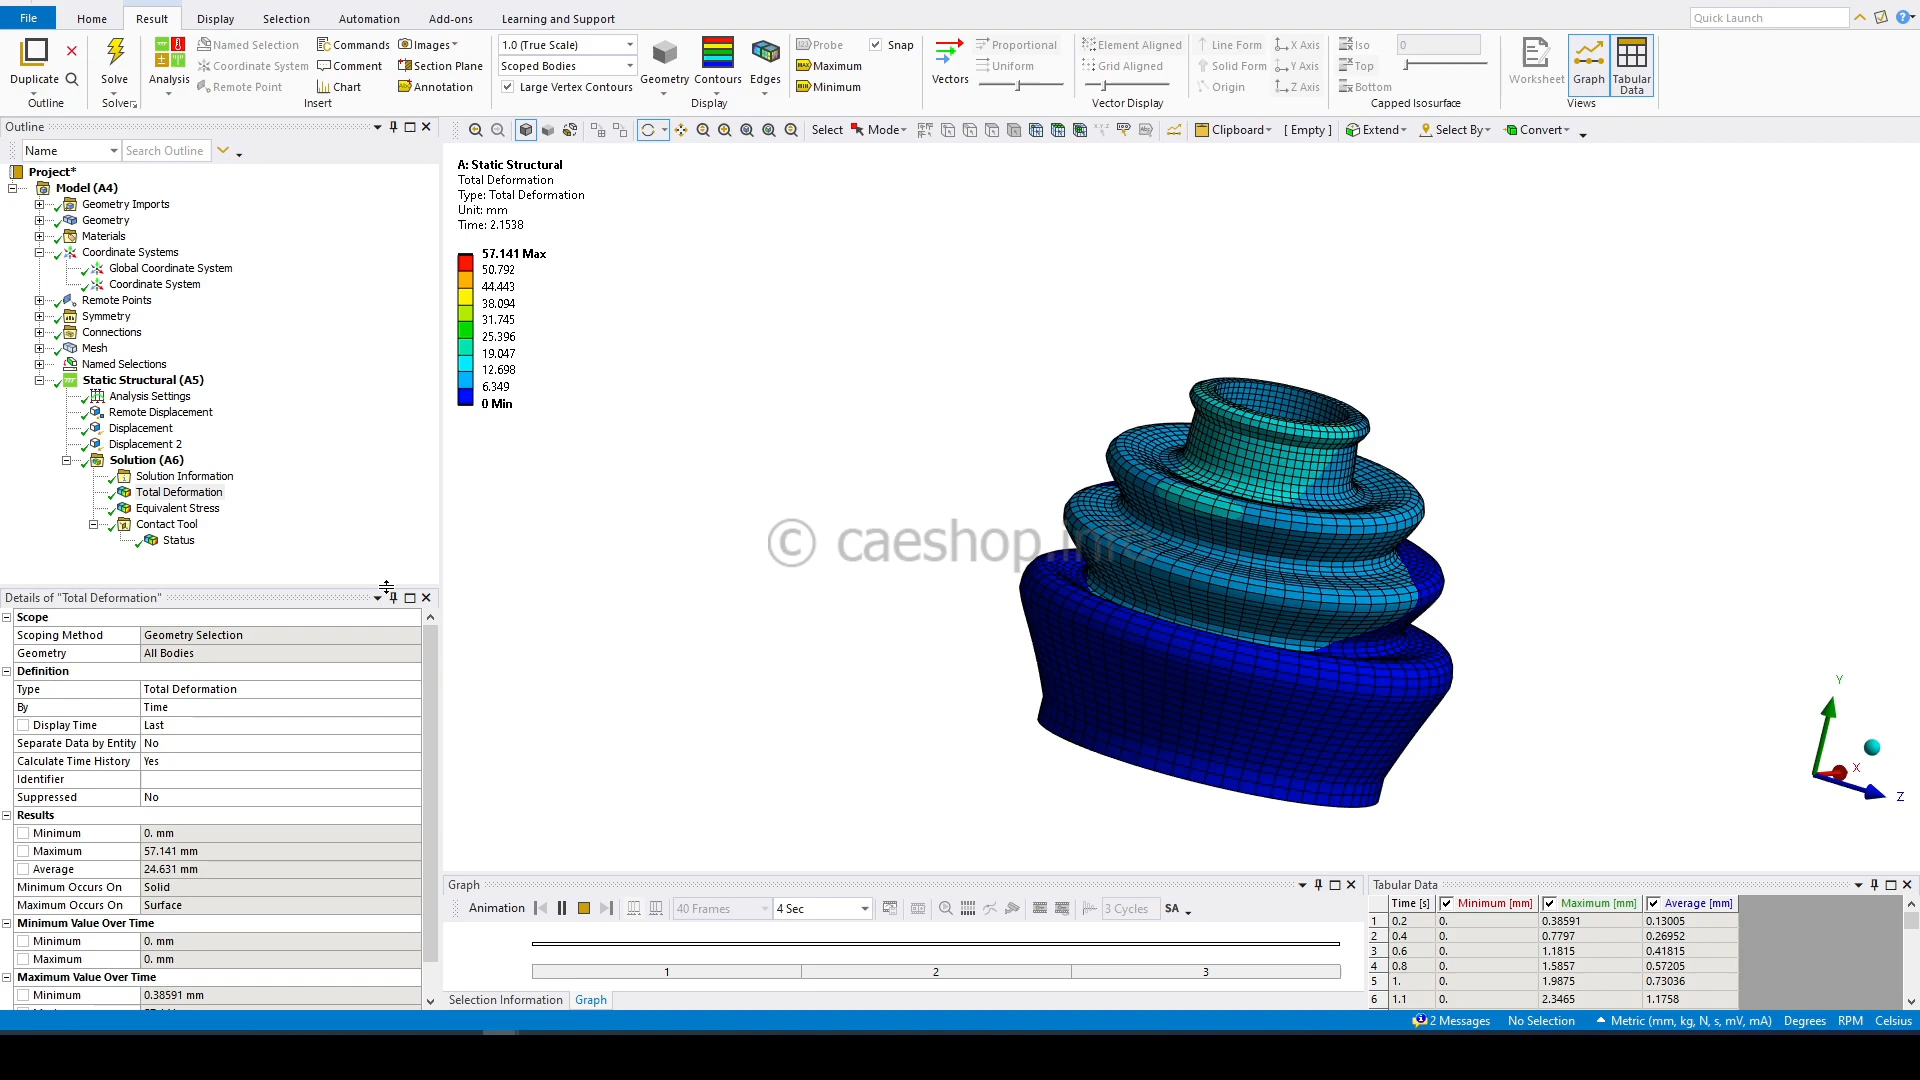 File Home Result Display Selection Automation Add-ons Learning and Support Quick Launch
Duplicate Outline
Solve Solver
Analysis Named Selection Coordinate System Remote Point Commands Comment Chart Images Section Plane Annotation Insert
1.0 (True Scale) Scoped Bodies Large Vertex Contours Geometry Contours Edges Display
Probe Maximum Minimum Snap
Vectors Proportional Uniform Element Aligned Grid Aligned Line Form Solid Form Origin X Axis Y Axis Z Axis Vector Display
Iso Top Bottom 0 Capped Isosurface
Worksheet Graph Tabular Data Views
Outline
Name Search Outline
Select Mode Clipboard [ Empty ] Extend Select By Convert
Project*
Model (A4)
Geometry Imports
Geometry
Materials
Coordinate Systems
Global Coordinate System
Coordinate System
Remote Points
Symmetry
Connections
Mesh
Named Selections
Static Structural (A5)
Analysis Settings
Remote Displacement
Displacement
Displacement 2
Solution (A6)
Solution Information
Total Deformation
Equivalent Stress
Contact Tool
Status
Details of "Total Deformation"
Scope
Scoping Method Geometry Selection
Geometry All Bodies
Definition
Type Total Deformation
By Time
Display Time Last
Separate Data by Entity No
Calculate Time History Yes
Identifier
Suppressed No
Results
Minimum 0. mm
Maximum 57.141 mm
Average 24.631 mm
Minimum Occurs On Solid
Maximum Occurs On Surface
Minimum Value Over Time
Minimum 0. mm
Maximum 0. mm
Maximum Value Over Time
Minimum 0.38591 mm
A: Static Structural
Total Deformation
Type: Total Deformation
Unit: mm
Time: 2.1538
57.141 Max
50.792
44.443
38.094
31.745
25.396
19.047
12.698
6.349
0 Min
© caeshop.in
Y
X
Z
Graph
Animation 40 Frames 4 Sec 3 Cycles SA
1 2 3
Selection Information Graph
Tabular Data
Time [s] Minimum [mm] Maximum [mm] Average [mm]
1 0.2 0. 0.38591 0.13005
2 0.4 0. 0.7797 0.26952
3 0.6 0. 1.1815 0.41815
4 0.8 0. 1.5857 0.57205
5 1. 0. 1.9875 0.73036
6 1.1 0. 2.3465 1.1758
2 Messages No Selection Metric (mm, kg, N, s, mV, mA) Degrees RPM Celsius